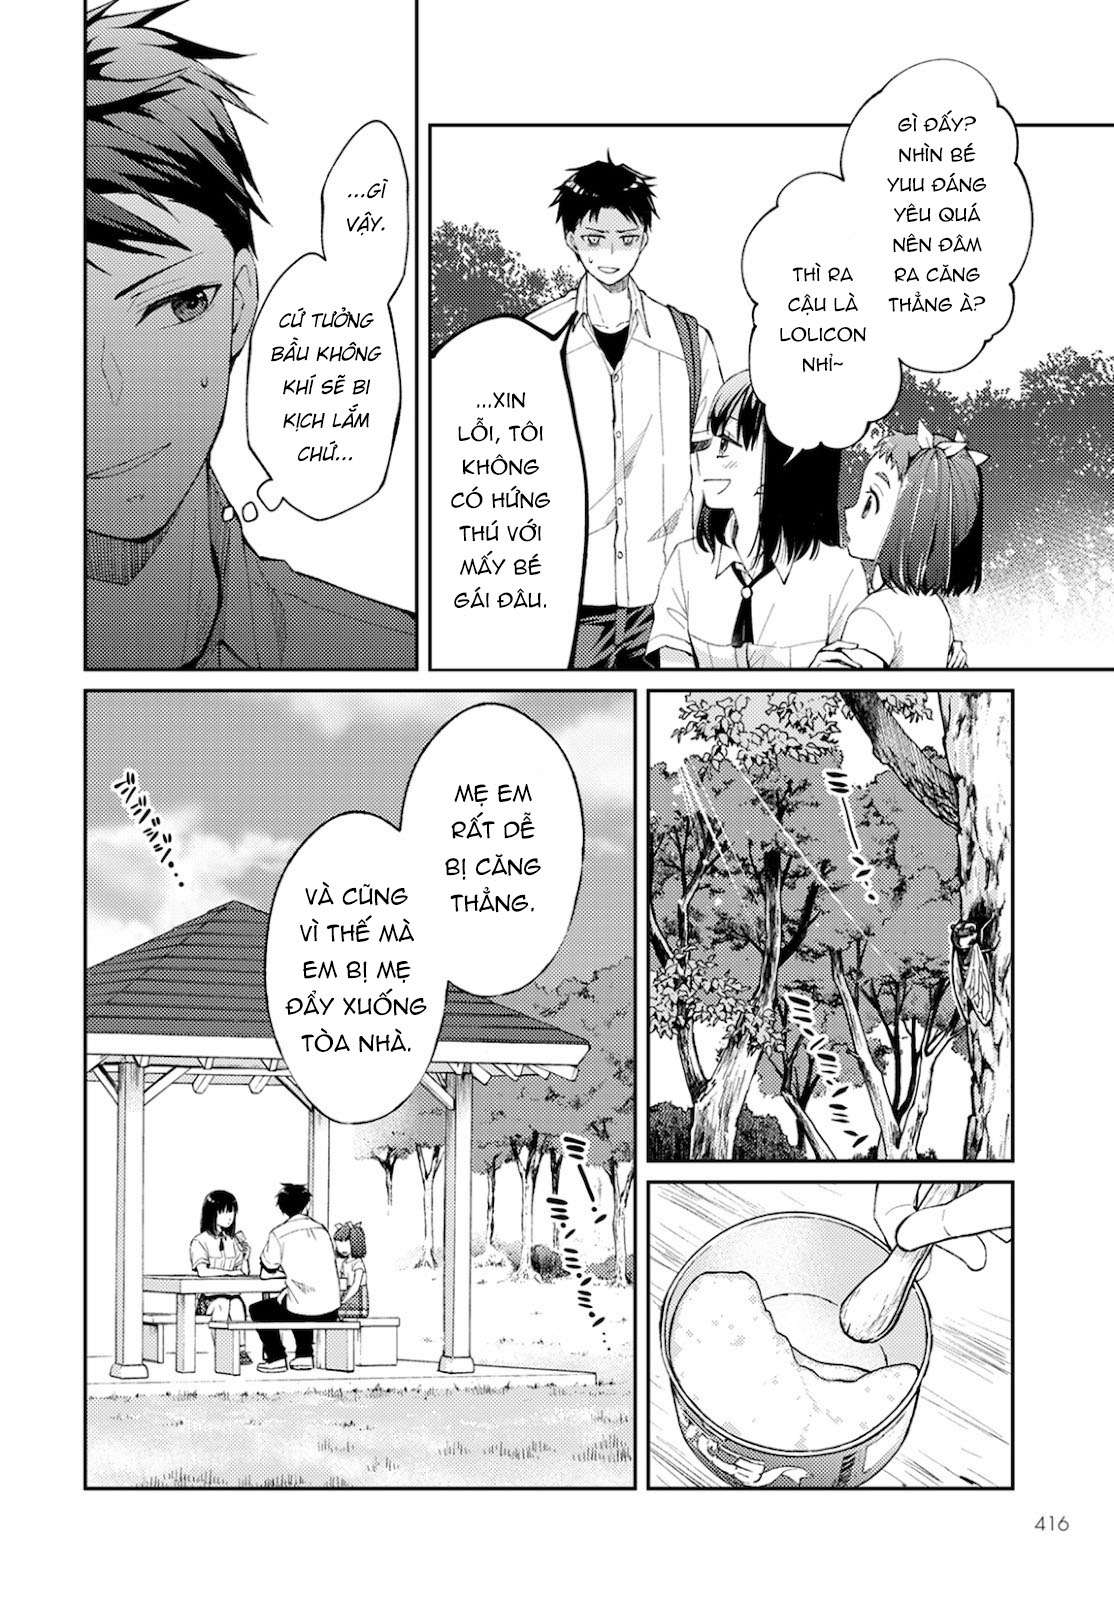 GÌ ĐẤY?
NHÌN BÉ
YUU ĐÁNG
YÊU QUÁ
NÊN ĐÂM
RA CĂNG
THẲNG À?
THÌ RA
CẬU LÀ
LOLICON
NHỈ~
...XIN
LỖI, TÔI
KHÔNG
CÓ HỨNG
THÚ VỚI
MẤY BÉ
GÁI ĐÂU.
...GÌ
VẬY.
CỨ TƯỞNG
BẦU KHÔNG
KHÍ SẼ BI
KỊCH LẮM
CHỨ...
MẸ EM
RẤT DỄ
BỊ CĂNG
THẲNG.
VÀ CŨNG
VÌ THẾ MÀ
EM BỊ MẸ
ĐẨY XUỐNG
TÒA NHÀ.
416